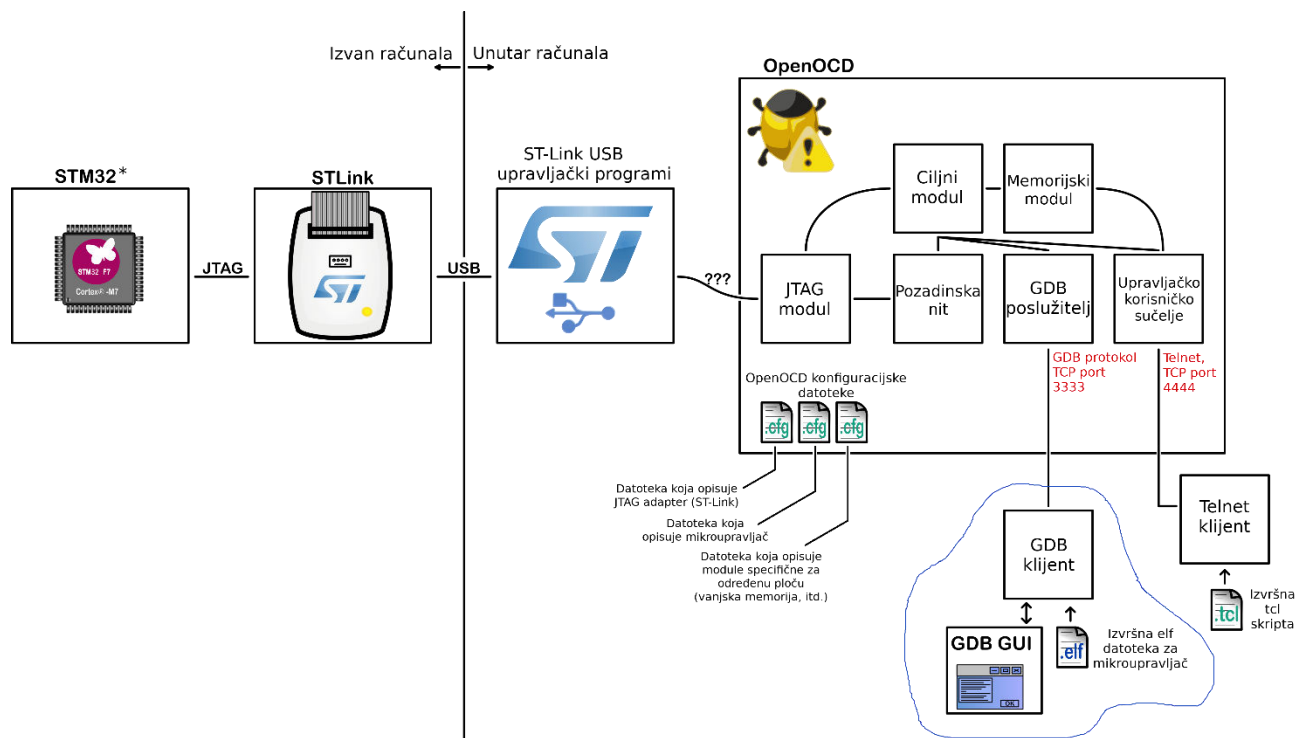 Izvan računala
Unutar računala
OpenOCD
STM32*
STM32 F7
Cortex® -M7
JTAG
STLink
USB
ST-Link USB
upravljački programi
???
Ciljni
modul
Memorijski
modul
JTAG
modul
Pozadinska
nit
GDB
poslužitelj
Upravljačko
korisničko
sučelje
GDB protokol
TCP port
3333
Telnet,
TCP port
4444
OpenOCD konfiguracijske
datoteke
.cfg
.cfg
.cfg
Datoteka koja opisuje
JTAG adapter (ST-Link)
Datoteka koja
opisuje mikroupravljač
Datoteka koja opisuje
module specifične za
određenu ploču
(vanjska memorija, itd.)
GDB
klijent
Telnet
klijent
.tcl
Izvršna
tcl
skripta
GDB GUI
OK
.elf
Izvršna elf
datoteka za
mikroupravljač